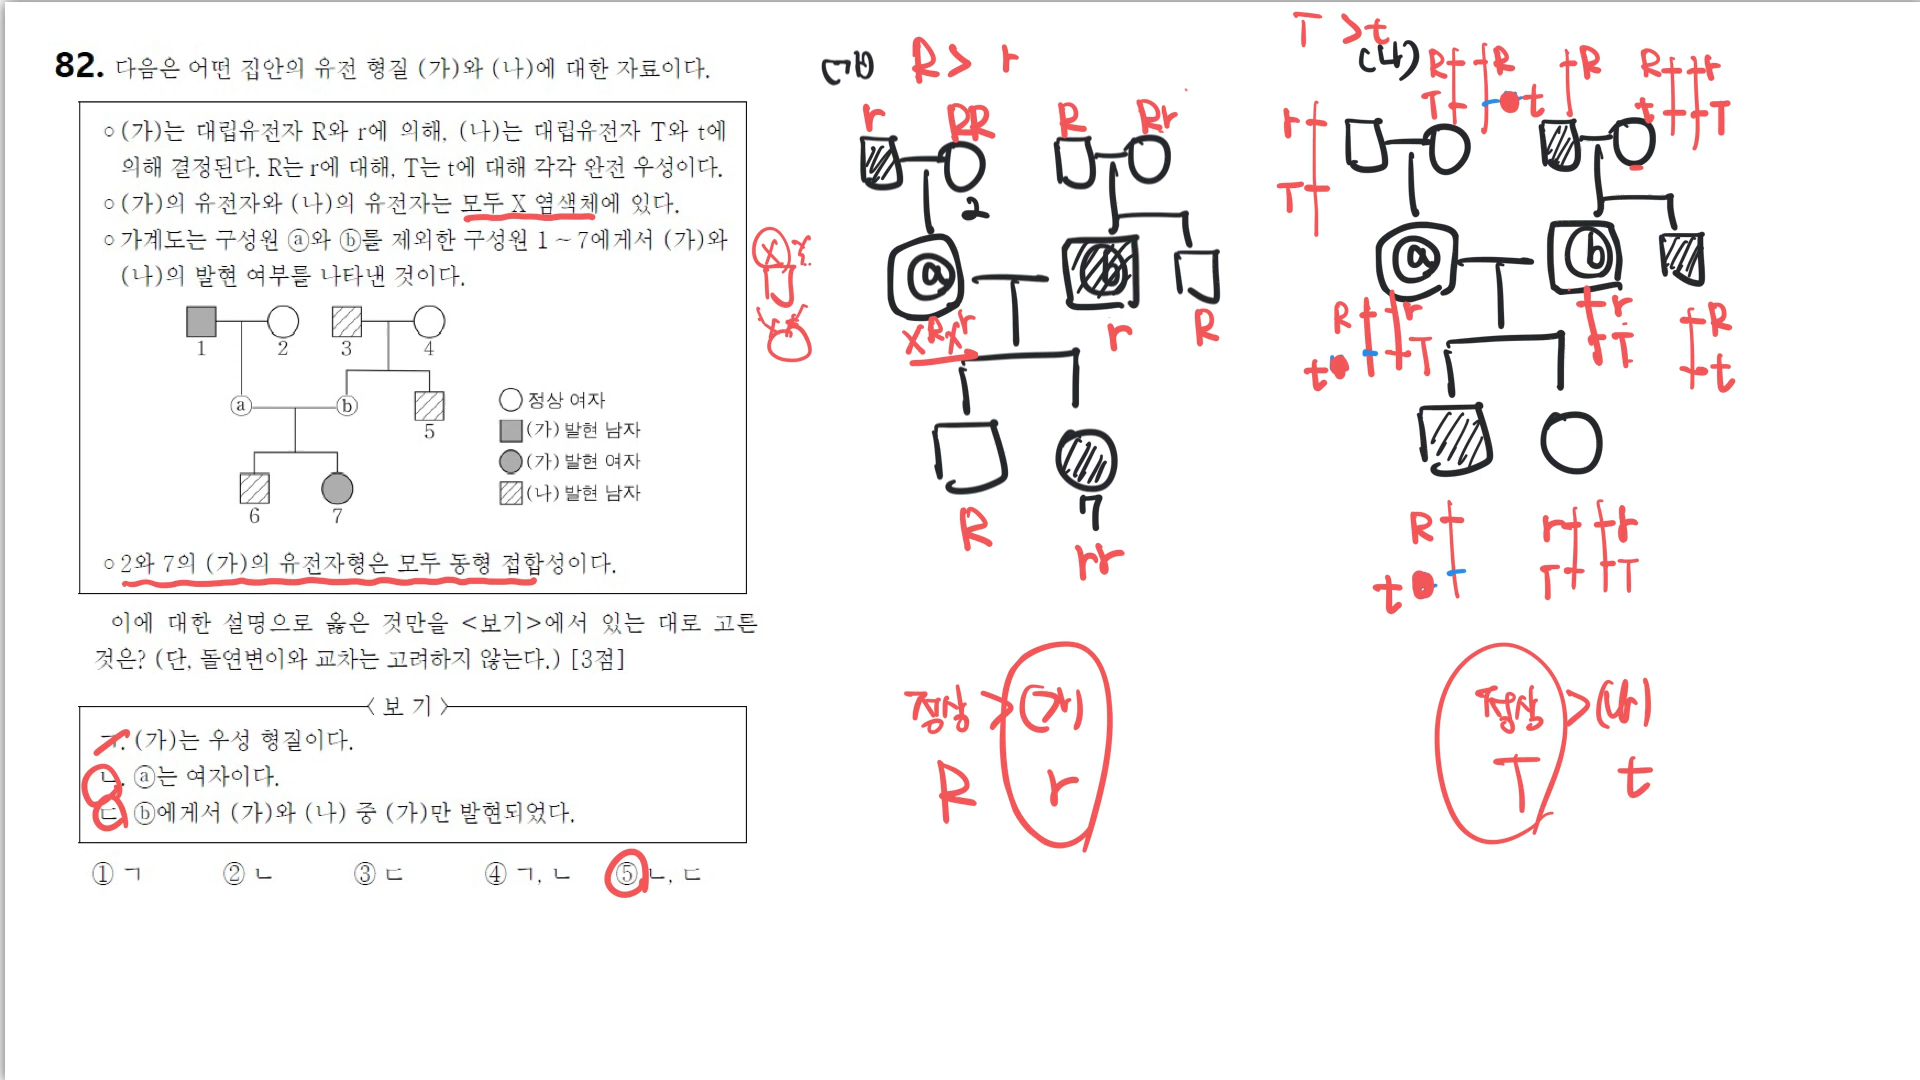 82. 다음은 어떤 집안의 유전 형질 (가)와 (나)에 대한 자료이다.
○ (가)는 대립유전자 R와 r에 의해, (나)는 대립유전자 T와 t에
의해 결정된다. R는 r에 대해, T는 t에 대해 각각 완전 우성이다.
○ (가)의 유전자와 (나)의 유전자는 모두 X 염색체에 있다.
○ 가계도는 구성원 ⓐ와 ⓑ를 제외한 구성원 1 ~ 7에게서 (가)와
(나)의 발현 여부를 나타낸 것이다.
1 2 3 4
ⓐ ⓑ 5
6 7
정상 여자
(가) 발현 남자
(가) 발현 여자
(나) 발현 남자
○ 2와 7의 (가)의 유전자형은 모두 동형 접합성이다.
이에 대한 설명으로 옳은 것만을 <보기>에서 있는 대로 고른
것은? (단, 돌연변이와 교차는 고려하지 않는다.) [3점]
〈 보 기 〉
ㄱ. (가)는 우성 형질이다.
ㄴ. ⓐ는 여자이다.
ㄷ. ⓑ에게서 (가)와 (나) 중 (가)만 발현되었다.
① ㄱ ② ㄴ ③ ㄷ ④ ㄱ, ㄴ ⑤ ㄴ, ㄷ
(가) R > r
r RR R Rr
2
ⓐ ⓑ
X^R X^r r R
R 7
rr
정상 > (가)
R r
T > t
(나) R R R R r
T t t T
r
T
ⓐ ⓑ
R r r R
t T T t
R r r
t T T
정상 > (나)
T t